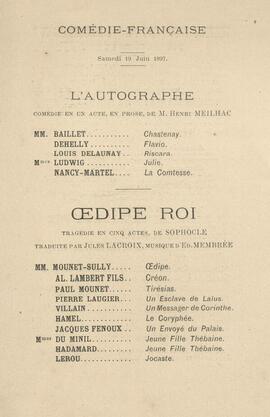 COMÉDIE-FRANÇAISE
Samedi 19 Juin 1897.
L'AUTOGRAPHE
COMÉDIE EN UN ACTE, EN PROSE, DE M. HENRI MEILHAC
MM. BAILLET........... Chastenay.
DEHELLY........... Flavio.
LOUIS DELAUNAY.. Riscara.
Mmes LUDWIG........... Julie.
NANCY-MARTEL.... La Comtesse.
ŒDIPE ROI
TRAGÉDIE EN CINQ ACTES, DE SOPHOCLE
TRADUITE PAR JULES LACROIX, MUSIQUE D'ED. MEMBRÉE
MM. MOUNET-SULLY..... Œdipe.
AL. LAMBERT FILS.. Créon.
PAUL MOUNET...... Tirésias.
PIERRE LAUGIER... Un Esclave de Laïus.
VILLAIN........... Un Messager de Corinthe.
HAMEL............ Le Coryphée.
JACQUES FENOUX.. Un Envoyé du Palais.
Mmes DU MINIL......... Jeune Fille Thébaine.
HADAMARD........ Jeune Fille Thébaine.
LEROU............ Jocaste.